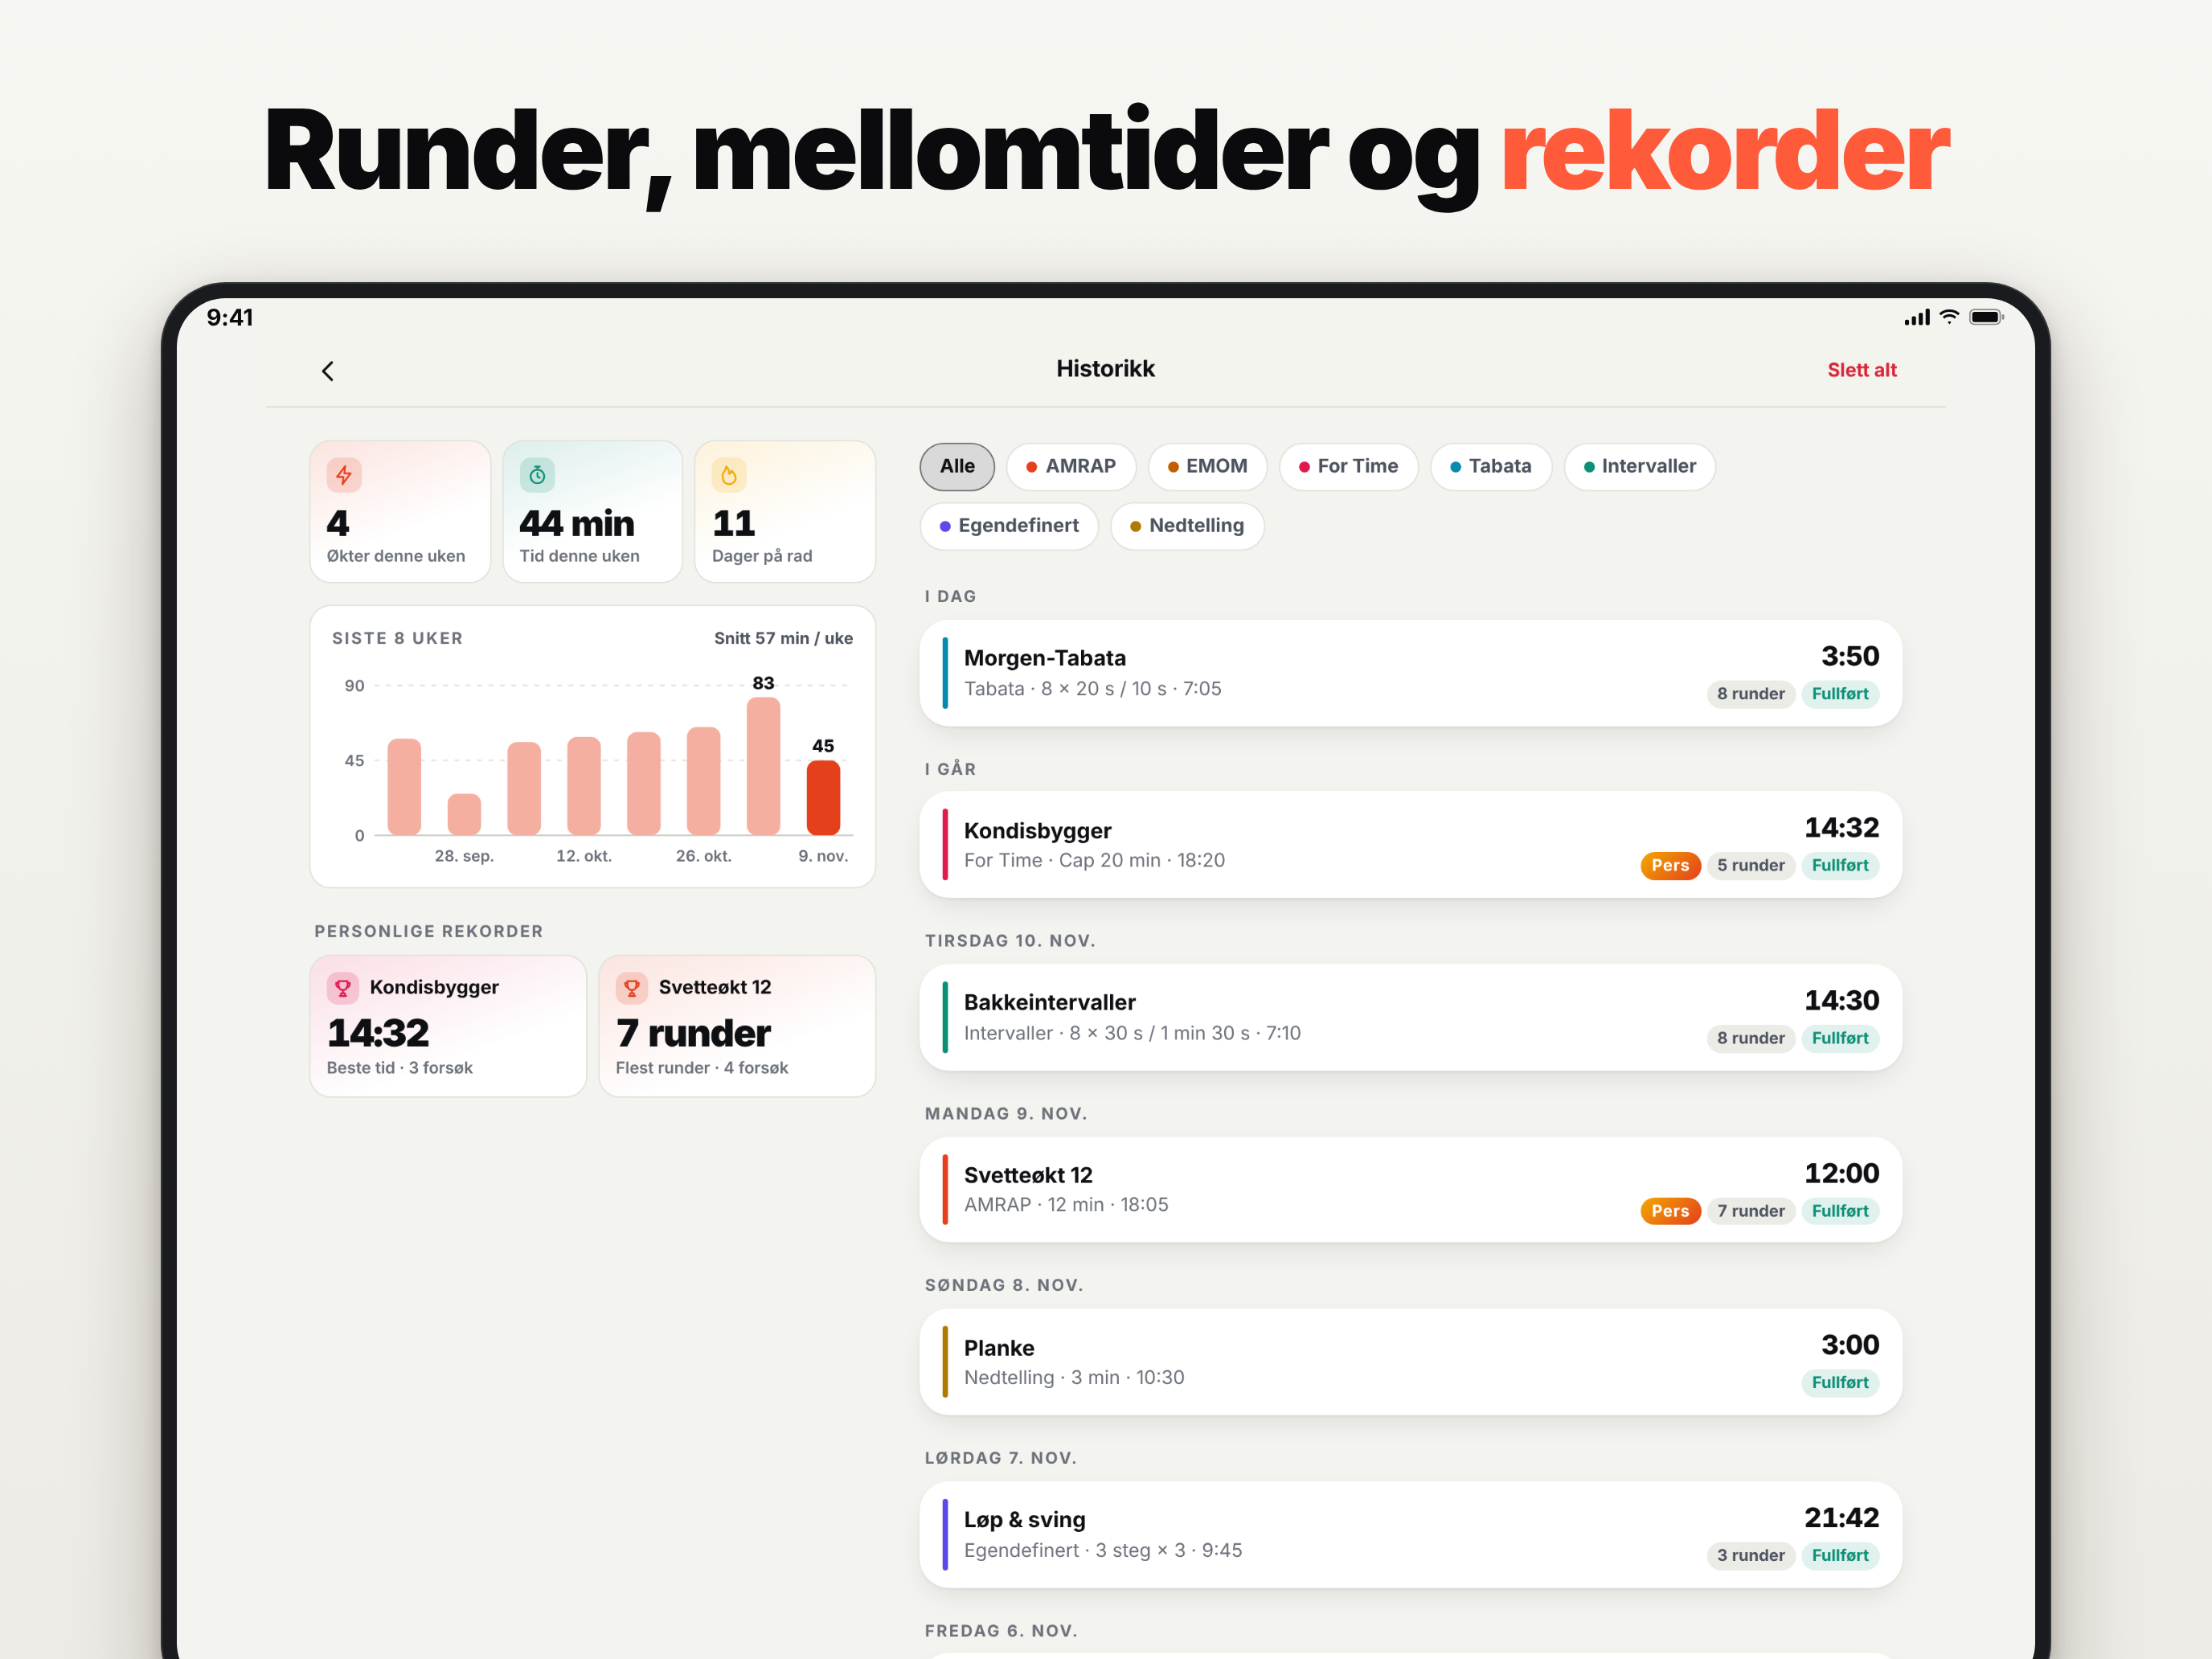 Runder, mellomtider og rekorder
9:41
Historikk
Slett alt
4
Økter denne uken
44 min
Tid denne uken
11
Dager på rad
SISTE 8 UKER
Snitt 57 min / uke
90
45
0
83
45
28. sep.
12. okt.
26. okt.
9. nov.
PERSONLIGE REKORDER
Kondisbygger
14:32
Beste tid · 3 forsøk
Svetteøkt 12
7 runder
Flest runder · 4 forsøk
Alle
AMRAP
EMOM
For Time
Tabata
Intervaller
Egendefinert
Nedtelling
I DAG
Morgen-Tabata
Tabata · 8 × 20 s / 10 s · 7:05
3:50
8 runder
Fullført
I GÅR
Kondisbygger
For Time · Cap 20 min · 18:20
14:32
Pers
5 runder
Fullført
TIRSDAG 10. NOV.
Bakkeintervaller
Intervaller · 8 × 30 s / 1 min 30 s · 7:10
14:30
8 runder
Fullført
MANDAG 9. NOV.
Svetteøkt 12
AMRAP · 12 min · 18:05
12:00
Pers
7 runder
Fullført
SØNDAG 8. NOV.
Planke
Nedtelling · 3 min · 10:30
3:00
Fullført
LØRDAG 7. NOV.
Løp & sving
Egendefinert · 3 steg × 3 · 9:45
21:42
3 runder
Fullført
FREDAG 6. NOV.